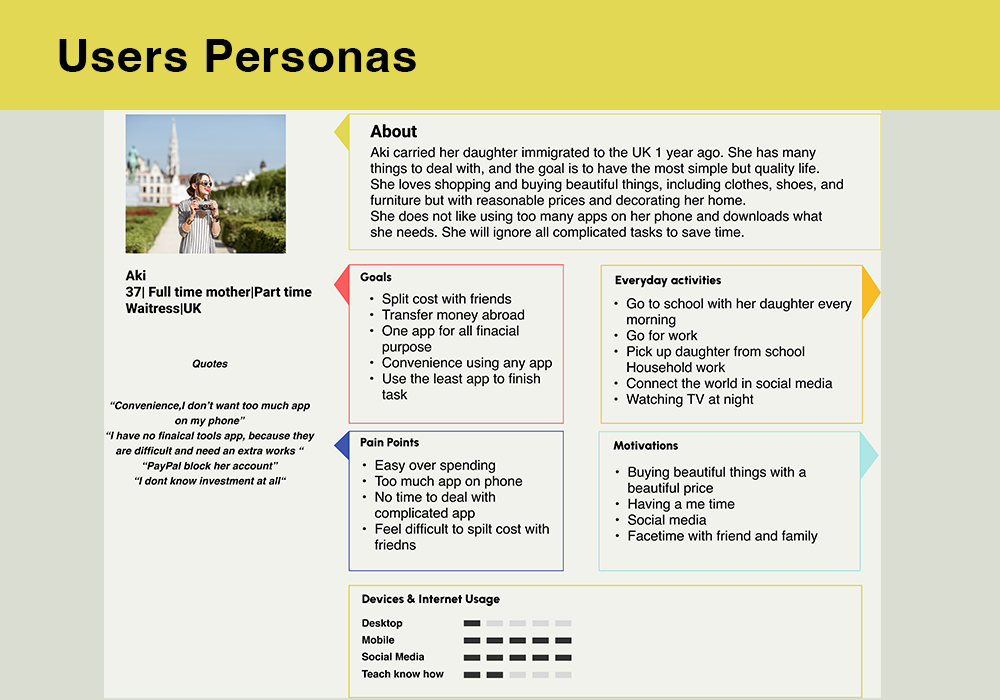 Users Personas
Aki
37| Full time mother|Part time
Waitress|UK
Quotes
“Convenience,I don’t want too much app
on my phone”
“I have no finaical tools app, because they
are difficult and need an extra works “
“PayPal block her account”
“I dont know investment at all“
About
Aki carried her daughter immigrated to the UK 1 year ago. She has many
things to deal with, and the goal is to have the most simple but quality life.
She loves shopping and buying beautiful things, including clothes, shoes, and
furniture but with reasonable prices and decorating her home.
She does not like using too many apps on her phone and downloads what
she needs. She will ignore all complicated tasks to save time.
Goals
• Split cost with friends
• Transfer money abroad
• One app for all finacial
purpose
• Convenience using any app
• Use the least app to finish
task
Everyday activities
• Go to school with her daughter every
morning
• Go for work
• Pick up daughter from school
Household work
• Connect the world in social media
• Watching TV at night
Pain Points
• Easy over spending
• Too much app on phone
• No time to deal with
complicated app
• Feel difficult to spilt cost with
friedns
Motivations
• Buying beautiful things with a
beautiful price
• Having a me time
• Social media
• Facetime with friend and family
Devices & Internet Usage
Desktop
Mobile
Social Media
Teach know how